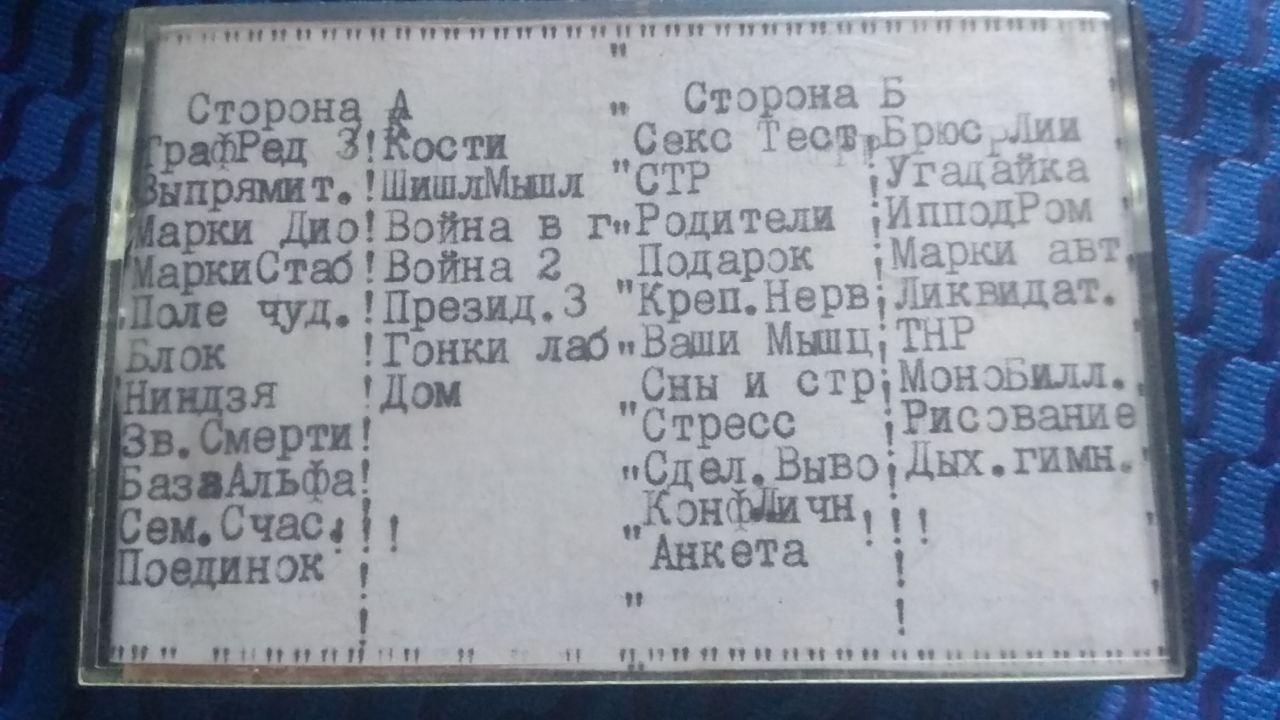 Сторона А
ГрафРед 3!Кости
Выпрямит.!ШишлМышл
Марки Дио!Война в г
МаркиСтаб!Война 2
Поле чуд.!Презид.3
Блок !Гонки лаб
Ниндзя !Дом
Зв.Смерти!
БазаАльфа!
Сем.Счас.!!
Поединок !
Сторона Б
Секс Тест!Брюс Лии
СТР !Угадайка
Родители !ИпподРом
Подарок !Марки авт.
Креп.Нерв!Ликвидат.
Ваши Мышц!ТНР
Сны и стр!МоноБилл.
Стресс !Рисование
Сдел.Выво!Дых.гимн.
КонфЛичн!!!
Анкета !